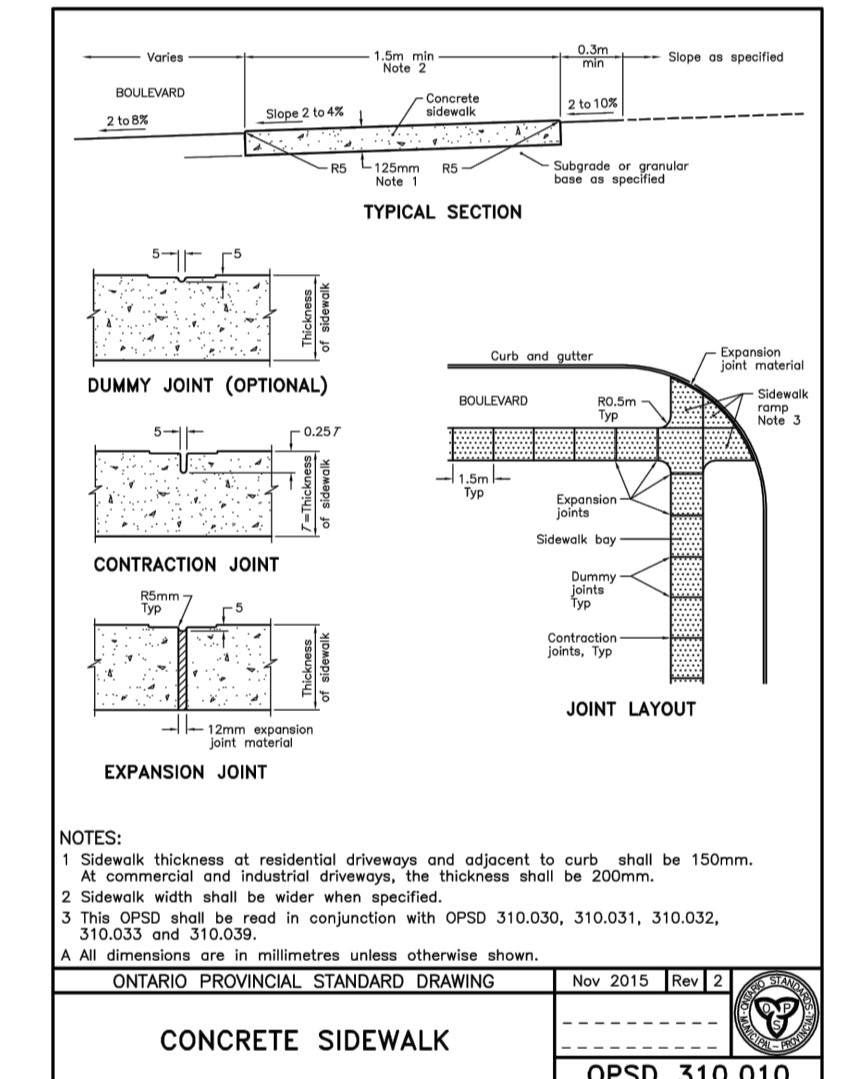 Varies
1.5m min
Note 2
0.3m
min
Slope as specified
BOULEVARD
2 to 8%
Slope 2 to 4%
Concrete
sidewalk
2 to 10%
R5
125mm
Note 1
R5
Subgrade or granular
base as specified
TYPICAL SECTION
5
5
Thickness
of sidewalk
DUMMY JOINT (OPTIONAL)
5
0.25T
T=Thickness
of sidewalk
CONTRACTION JOINT
R5mm
Typ
5
Thickness
of sidewalk
12mm expansion
joint material
EXPANSION JOINT
Curb and gutter
Expansion
joint material
BOULEVARD
R0.5m
Typ
Sidewalk
ramp
Note 3
1.5m
Typ
Expansion
joints
Sidewalk bay
Dummy
joints
Typ
Contraction
joints, Typ
JOINT LAYOUT
NOTES:
1 Sidewalk thickness at residential driveways and adjacent to curb shall be 150mm.
At commercial and industrial driveways, the thickness shall be 200mm.
2 Sidewalk width shall be wider when specified.
3 This OPSD shall be read in conjunction with OPSD 310.030, 310.031, 310.032,
310.033 and 310.039.
A All dimensions are in millimetres unless otherwise shown.
ONTARIO PROVINCIAL STANDARD DRAWING
Nov 2015
Rev
2
ONTARIO STANDARDS
MUNICIPAL-PROVINCIAL
O P
S
CONCRETE SIDEWALK
OPSD 310.010